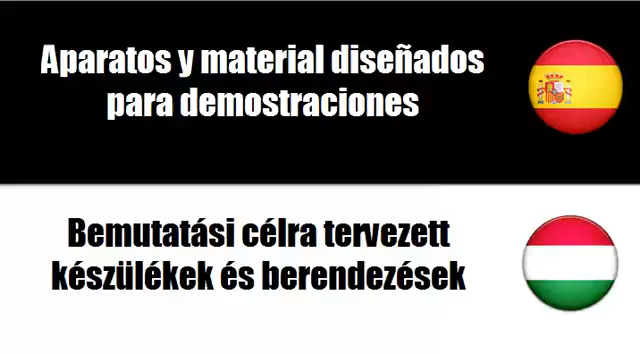 Aparatos y material diseñados
para demostraciones
Bemutatási célra tervezett
készülékek és berendezések